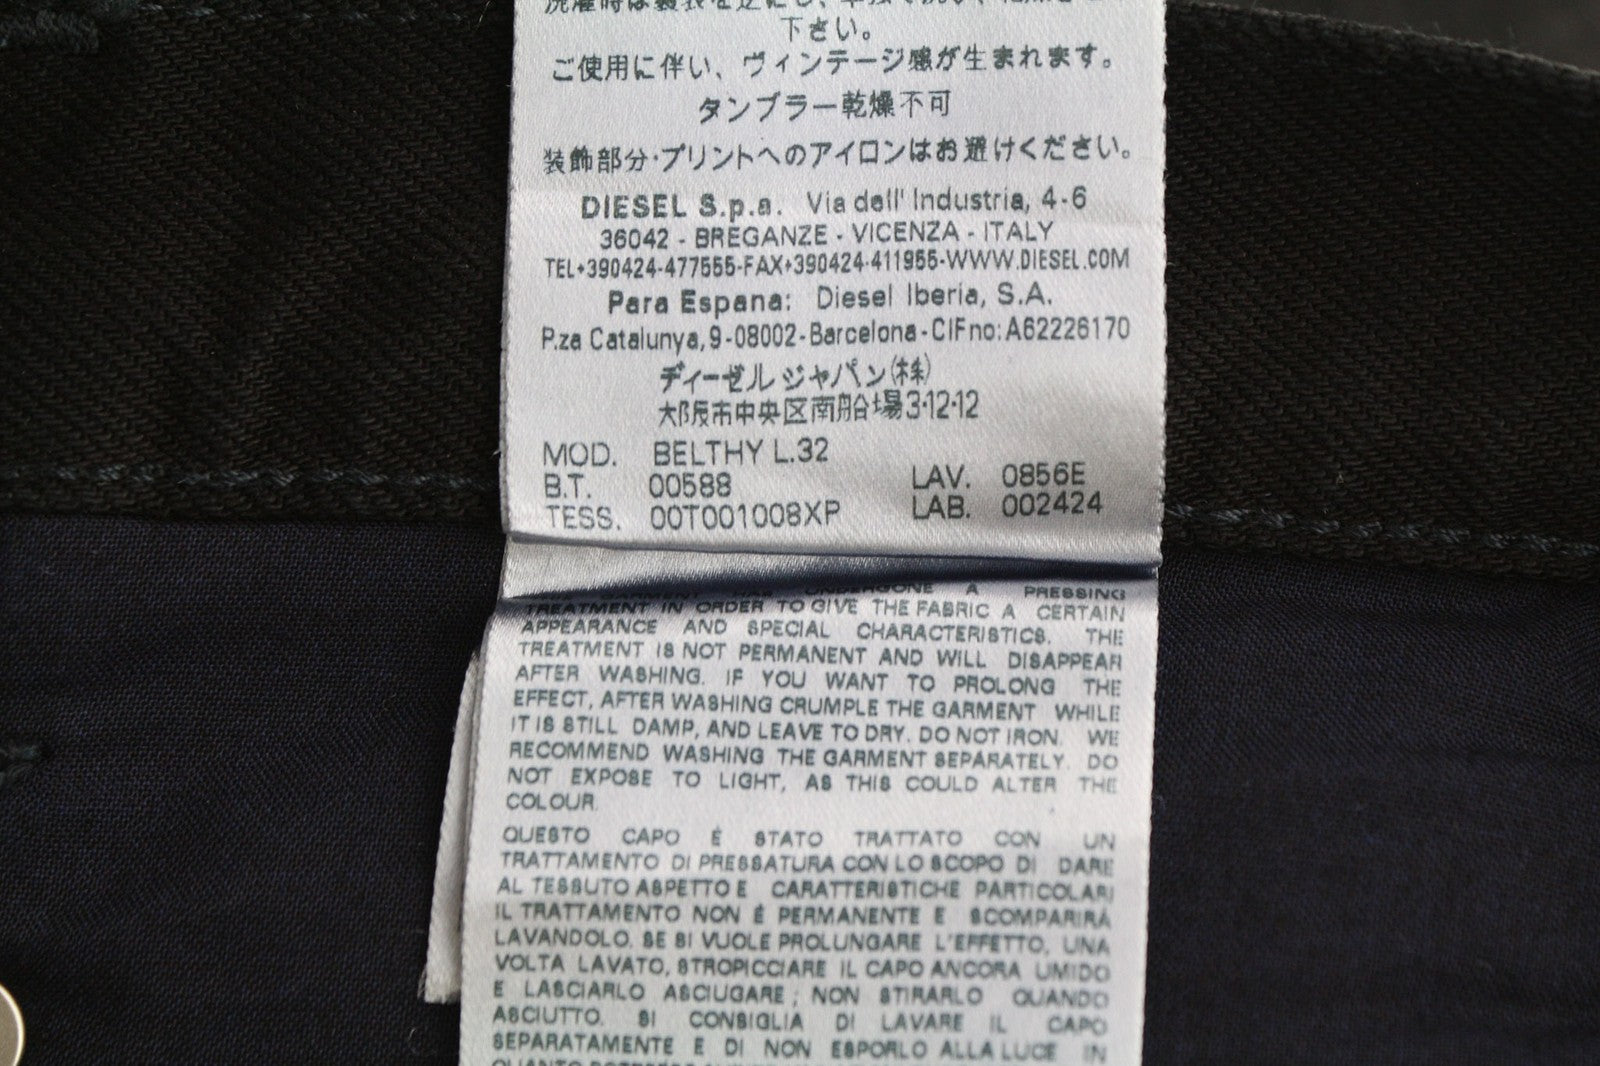 下さい。
ご使用に伴い、ヴィンテージ感が生まれます。
タンブラー乾燥不可
装飾部分・プリントへのアイロンはお避けください。
DIESEL S.p.a. Via dell' Industria, 4-6
36042 - BREGANZE - VICENZA - ITALY
TEL+390424-477555-FAX+390424-411955-WWW.DIESEL.COM
Para Espana: Diesel Iberia, S.A.
P.za Catalunya, 9-08002-Barcelona-CIF no: A62226170
ディーゼル ジャパン(株)
大阪市中央区南船場3-12-12
MOD. BELTHY L.32
B.T. 00588 LAV. 0856E
TESS. 00T001008XP LAB. 002424
GARMENT HAS UNDERGONE A PRESSING
TREATMENT IN ORDER TO GIVE THE FABRIC A CERTAIN
APPEARANCE AND SPECIAL CHARACTERISTICS. THE
TREATMENT IS NOT PERMANENT AND WILL DISAPPEAR
AFTER WASHING. IF YOU WANT TO PROLONG THE
EFFECT, AFTER WASHING CRUMPLE THE GARMENT WHILE
IT IS STILL DAMP, AND LEAVE TO DRY. DO NOT IRON. WE
RECOMMEND WASHING THE GARMENT SEPARATELY. DO
NOT EXPOSE TO LIGHT, AS THIS COULD ALTER THE
COLOUR.
QUESTO CAPO É STATO TRATTATO CON UN
TRATTAMENTO DI PRESSATURA CON LO SCOPO DI DARE
AL TESSUTO ASPETTO E CARATTERISTICHE PARTICOLARI
IL TRATTAMENTO NON É PERMANENTE E SCOMPARIRÁ
LAVANDOLO. SE SI VUOLE PROLUNGARE L'EFFETTO, UNA
VOLTA LAVATO, STROPICCIARE IL CAPO ANCORA UMIDO
E LASCIARLO ASCIUGARE; NON STIRARLO QUANDO
ASCIUTTO. SI CONSIGLIA DI LAVARE IL CAPO
SEPARATAMENTE E DI NON ESPORLO ALLA LUCE IN